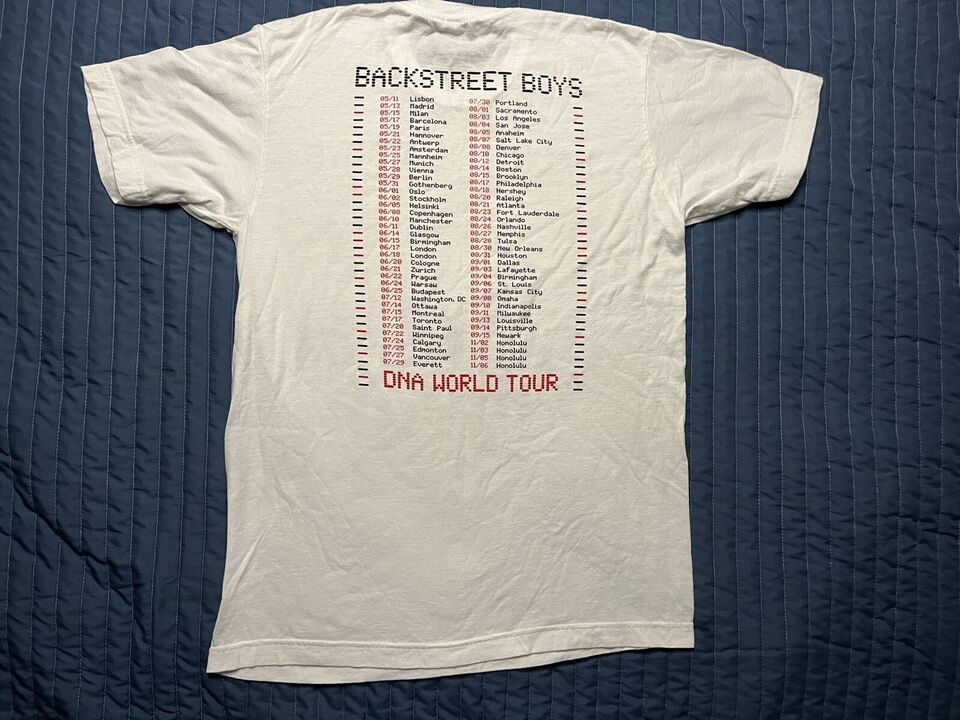 BACKSTREET BOYS
05/11 Lisbon
05/13 Madrid
05/15 Milan
05/17 Barcelona
05/19 Paris
05/21 Hannover
05/22 Antwerp
05/23 Amsterdam
05/25 Mannheim
05/27 Munich
05/28 Vienna
05/29 Berlin
05/31 Gothenberg
06/01 Oslo
06/02 Stockholm
06/05 Helsinki
06/08 Copenhagen
06/10 Manchester
06/11 Dublin
06/14 Glasgow
06/15 Birmingham
06/17 London
06/18 London
06/20 Cologne
06/21 Zurich
06/22 Prague
06/24 Warsaw
06/25 Budapest
07/12 Washington, DC
07/14 Ottawa
07/15 Montreal
07/17 Toronto
07/20 Saint Paul
07/22 Winnipeg
07/24 Calgary
07/25 Edmonton
07/27 Vancouver
07/29 Everett
07/30 Portland
08/01 Sacramento
08/03 Los Angeles
08/04 San Jose
08/05 Anaheim
08/07 Salt Lake City
08/08 Denver
08/10 Chicago
08/12 Detroit
08/14 Boston
08/15 Brooklyn
08/17 Philadelphia
08/18 Hershey
08/20 Raleigh
08/21 Atlanta
08/23 Fort Lauderdale
08/24 Orlando
08/26 Nashville
08/27 Memphis
08/28 Tulsa
08/30 New Orleans
08/31 Houston
09/01 Dallas
09/03 Lafayette
09/04 Birmingham
09/06 St. Louis
09/07 Kansas City
09/08 Omaha
09/10 Indianapolis
09/11 Milwaukee
09/13 Louisville
09/14 Pittsburgh
09/15 Newark
11/02 Honolulu
11/03 Honolulu
11/05 Honolulu
11/06 Honolulu
DNA WORLD TOUR